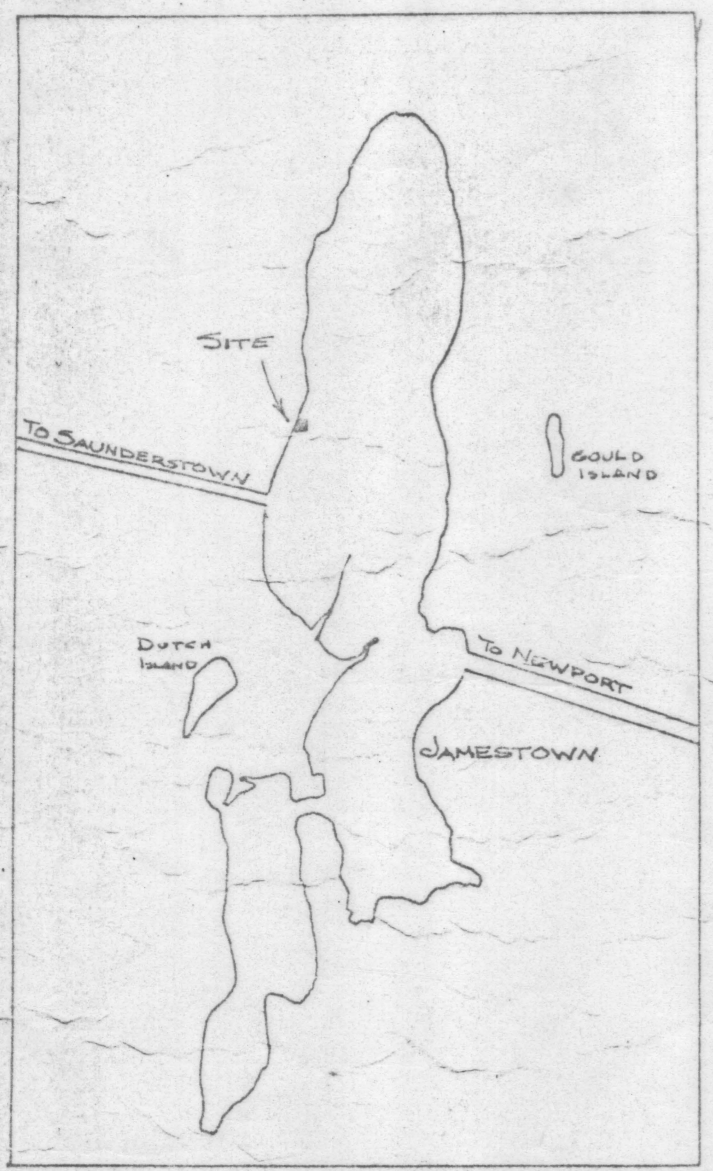 SITE
TO SAUNDERSTOWN
GOULD
ISLAND
DUTCH
ISLAND
TO NEWPORT
JAMESTOWN